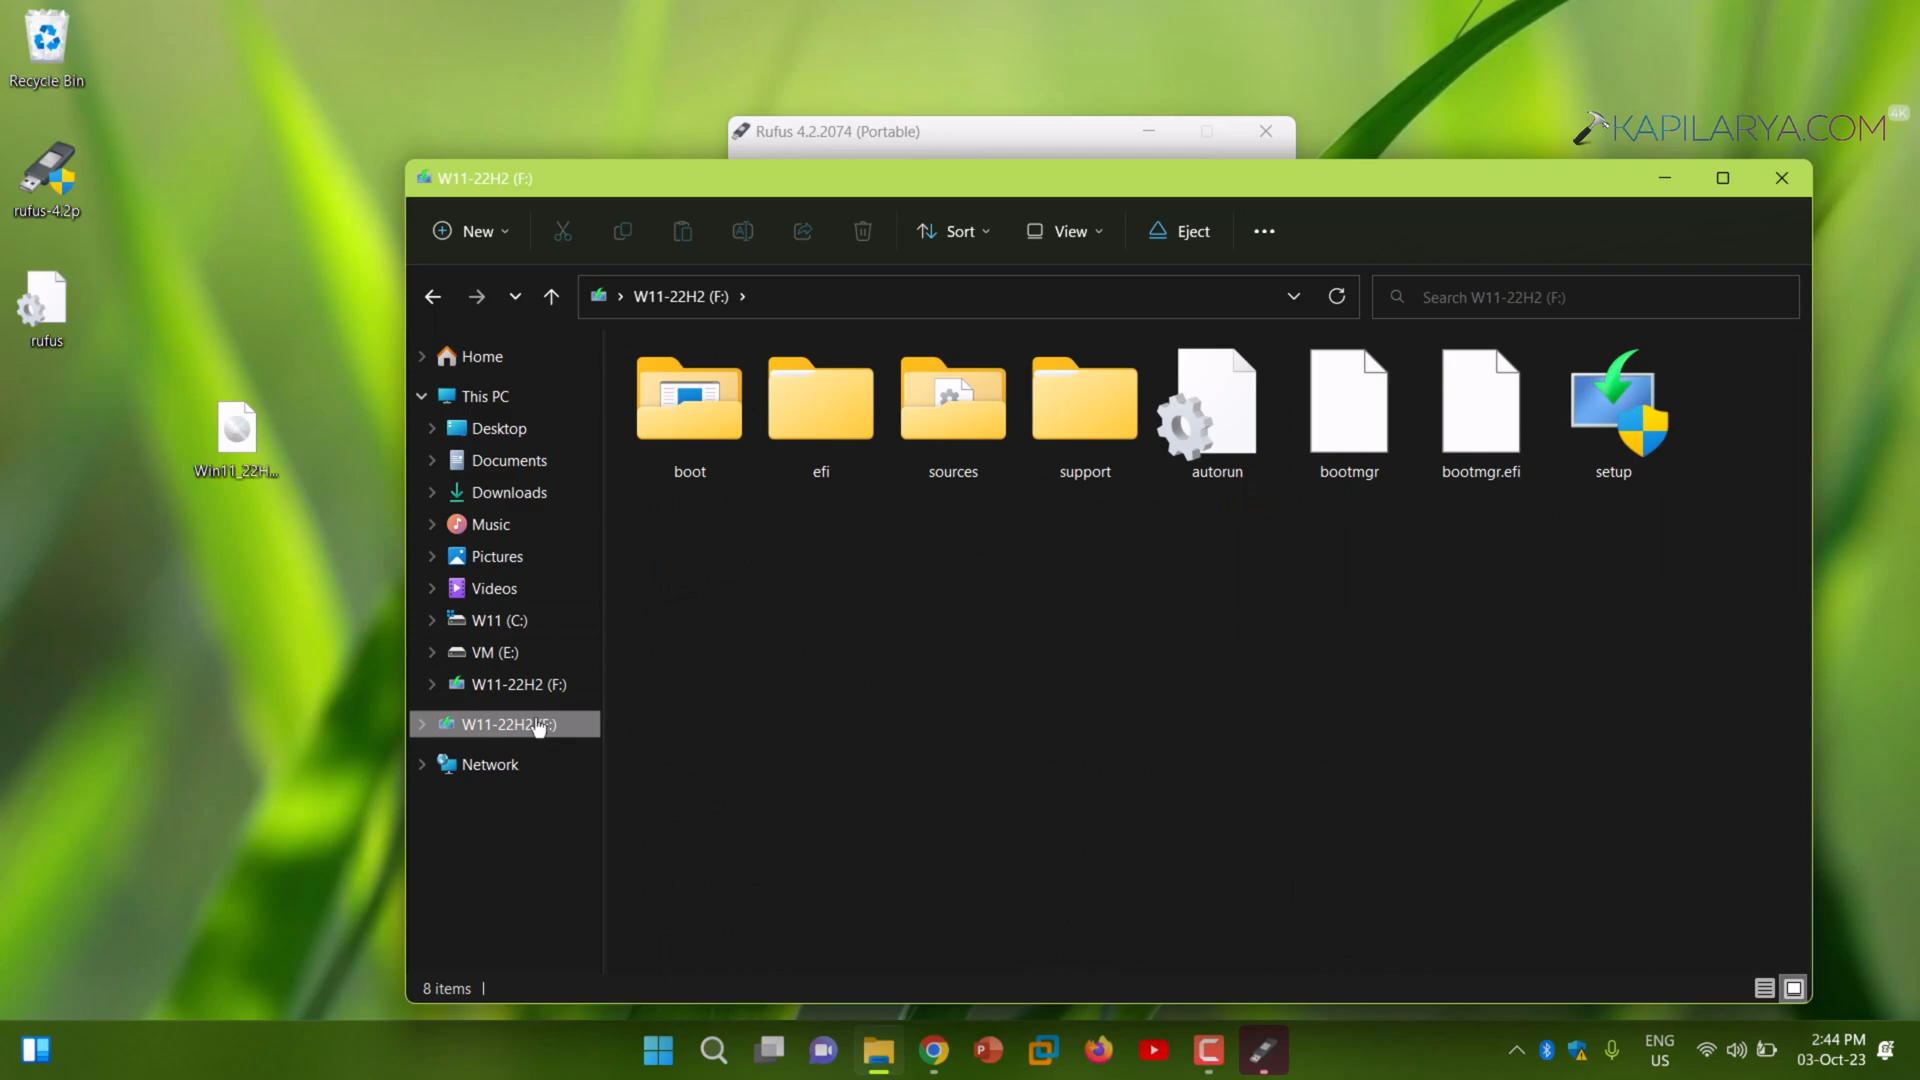 Recycle Bin
rufus-4.2p
rufus
Win11_22H...
Rufus 4.2.2074 (Portable)
KAPILARYA.COM
4K
W11-22H2 (F:)
New
Sort
View
Eject
W11-22H2 (F:)
Search W11-22H2 (F:)
Home
This PC
Desktop
Documents
Downloads
Music
Pictures
Videos
W11 (C:)
VM (E:)
W11-22H2 (F:)
W11-22H2 (F:)
Network
boot
efi
sources
support
autorun
bootmgr
bootmgr.efi
setup
8 items
ENG
US
2:44 PM
03-Oct-23